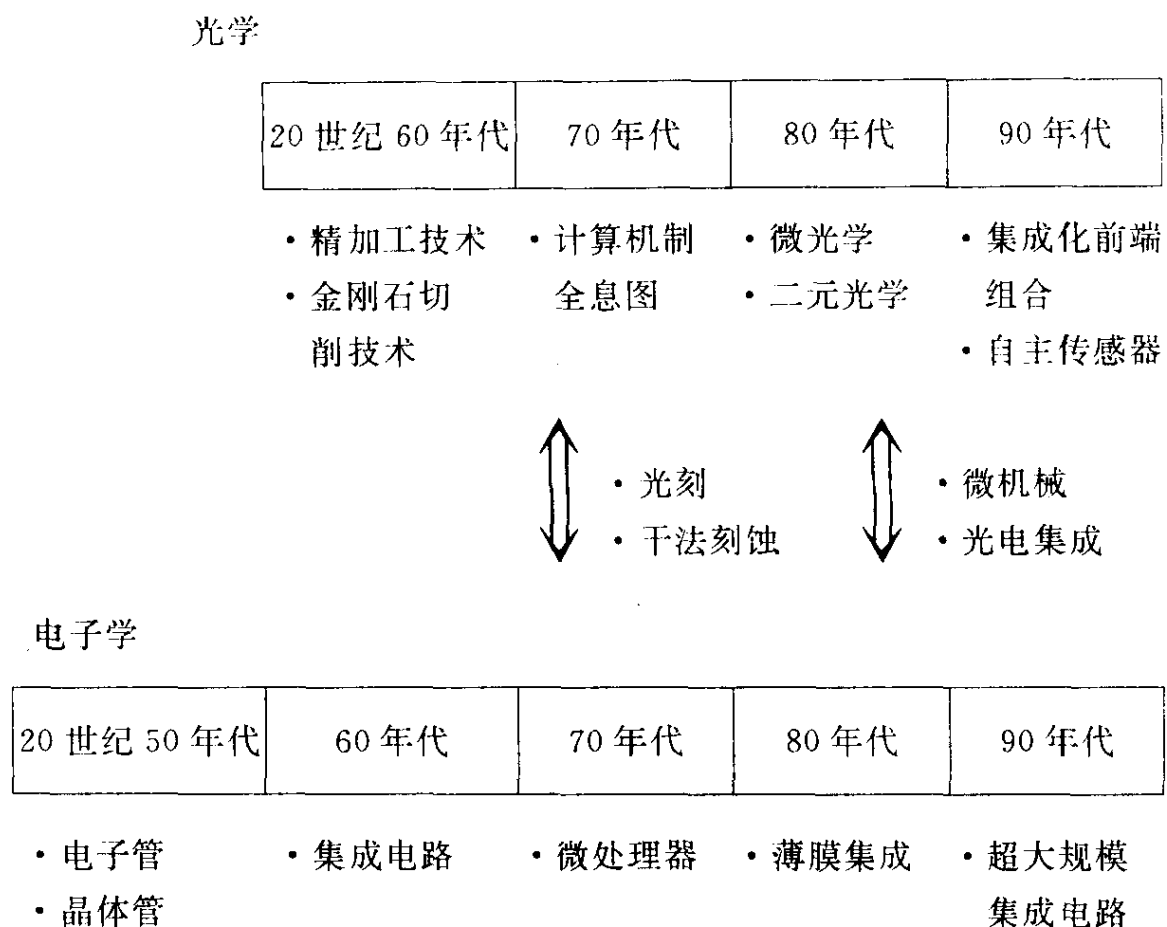 光学
20 世纪 60 年代 70 年代 80 年代 90 年代
· 精加工技术 · 计算机制 · 微光学 · 集成化前端
· 金刚石切 全息图 · 二元光学 组合
削技术 · 自主传感器
· 光刻 · 微机械
· 干法刻蚀 · 光电集成
电子学
20 世纪 50 年代 60 年代 70 年代 80 年代 90 年代
· 电子管 · 集成电路 · 微处理器 · 薄膜集成 · 超大规模
· 晶体管 集成电路